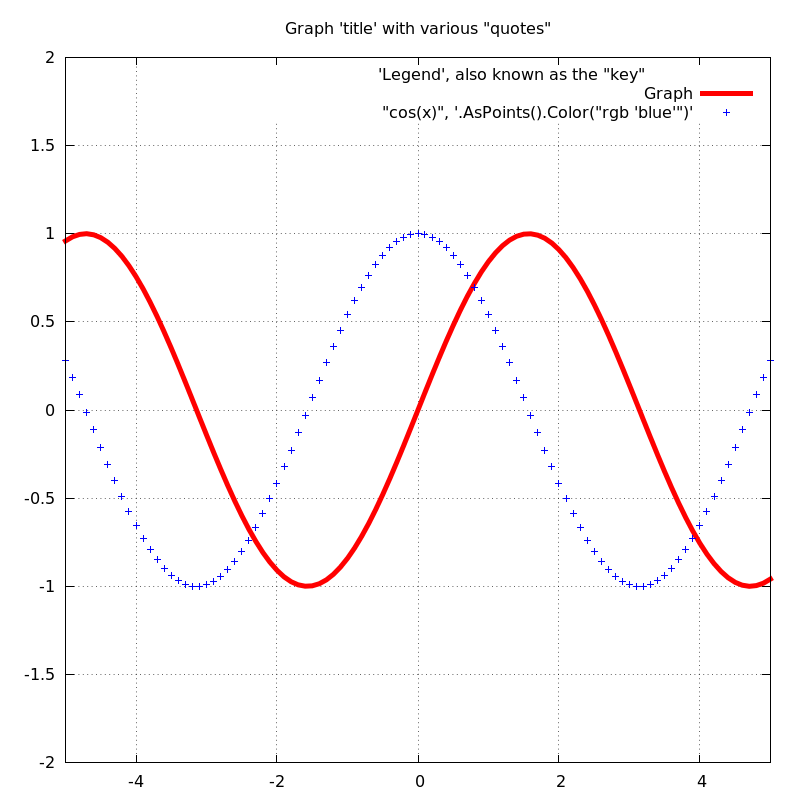 Graph 'title' with various "quotes"
2
'Legend', also known as the "key"
Graph
"cos(x)", '.AsPoints().Color("rgb 'blue'")'
1.5
1
0.5
0
-0.5
-1
-1.5
-2
-4 -2 0 2 4